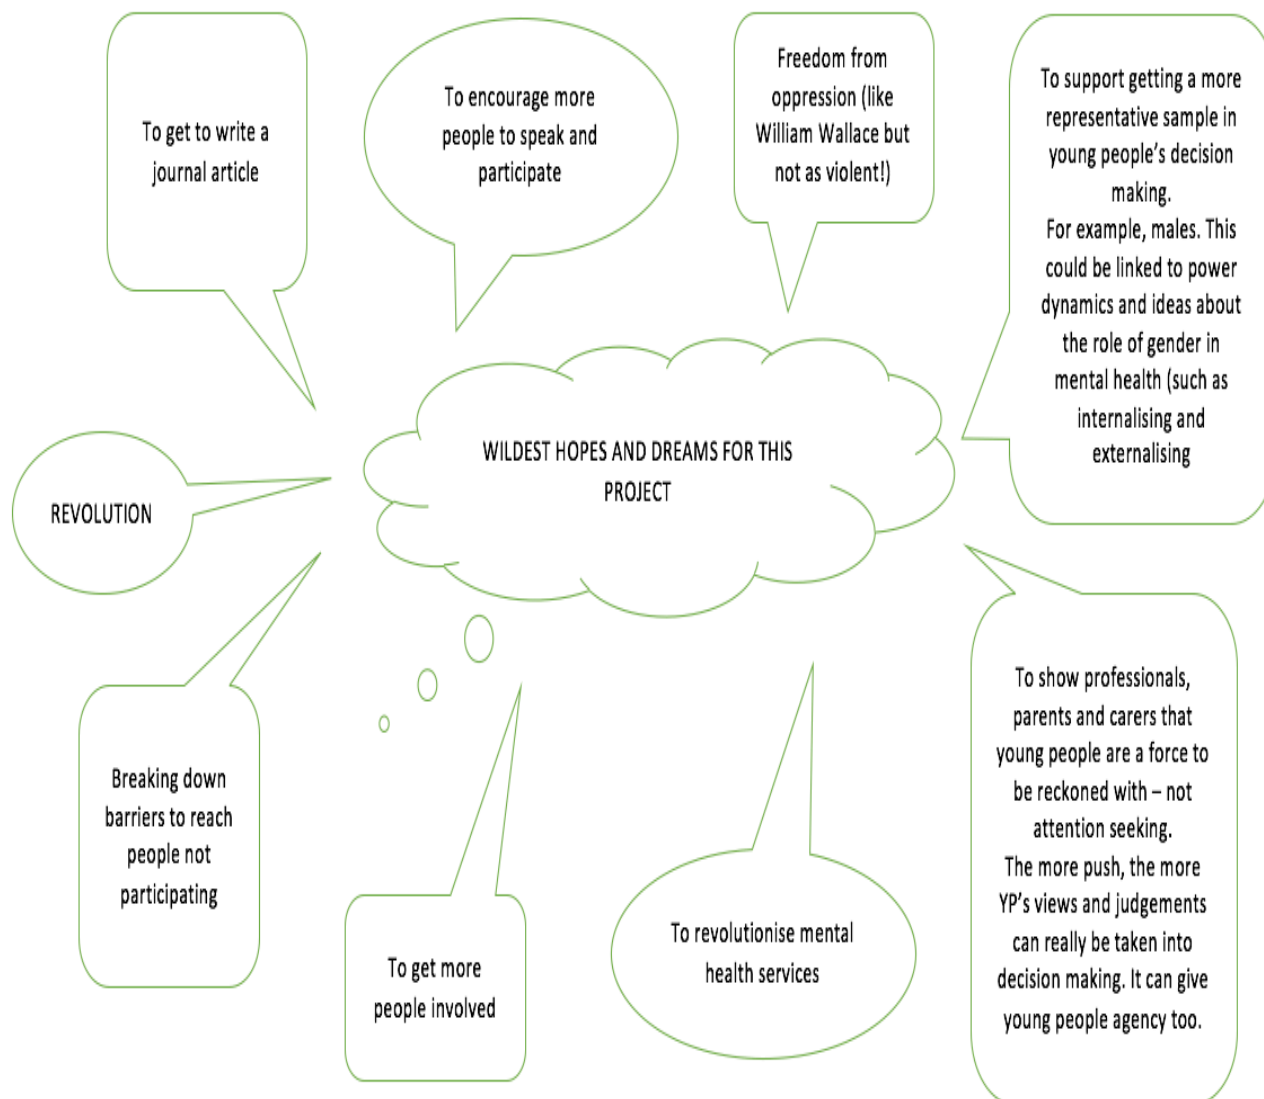 To get to write a
journal article
To encourage more
people to speak and
participate
Freedom from
oppression (like
William Wallace but
not as violent!)
To support getting a more
representative sample in
young people’s decision
making.
For example, males. This
could be linked to power
dynamics and ideas about
the role of gender in
mental health (such as
internalising and
externalising
WILDEST HOPES AND DREAMS FOR THIS
PROJECT
REVOLUTION
Breaking down
barriers to reach
people not
participating
To get more
people involved
To revolutionise mental
health services
To show professionals,
parents and carers that
young people are a force to
be reckoned with – not
attention seeking.
The more push, the more
YP’s views and judgements
can really be taken into
decision making. It can give
young people agency too.